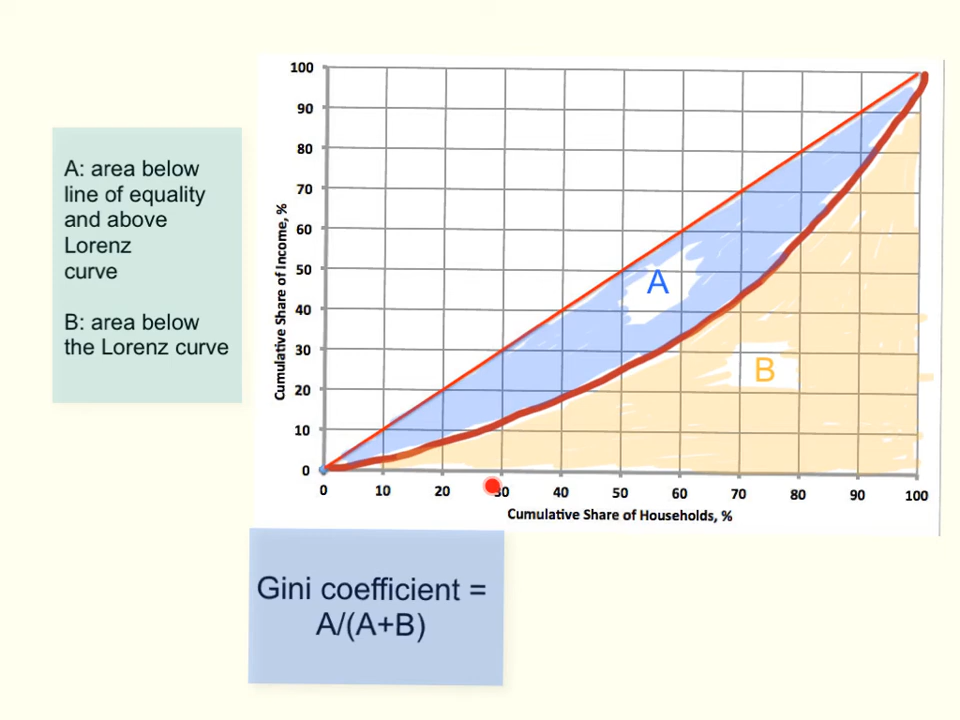 A: area below
line of equality
and above
Lorenz
curve
B: area below
the Lorenz curve
Cumulative Share of Income, %
100
90
80
70
60
50
40
30
20
10
0
A
B
0 10 20 30 40 50 60 70 80 90 100
Cumulative Share of Households, %
Gini coefficient =
A/(A+B)